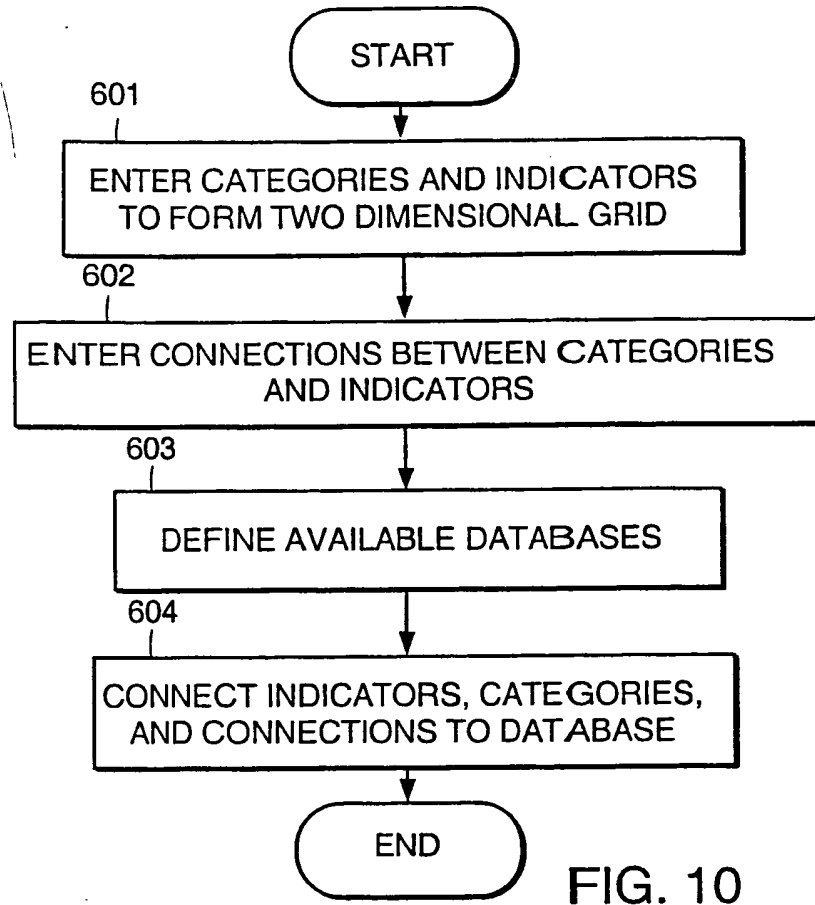 START
601
ENTER CATEGORIES AND INDICATORS
TO FORM TWO DIMENSIONAL GRID
602
ENTER CONNECTIONS BETWEEN CATEGORIES
AND INDICATORS
603
DEFINE AVAILABLE DATABASES
604
CONNECT INDICATORS, CATEGORIES,
AND CONNECTIONS TO DATABASE
END
FIG. 10